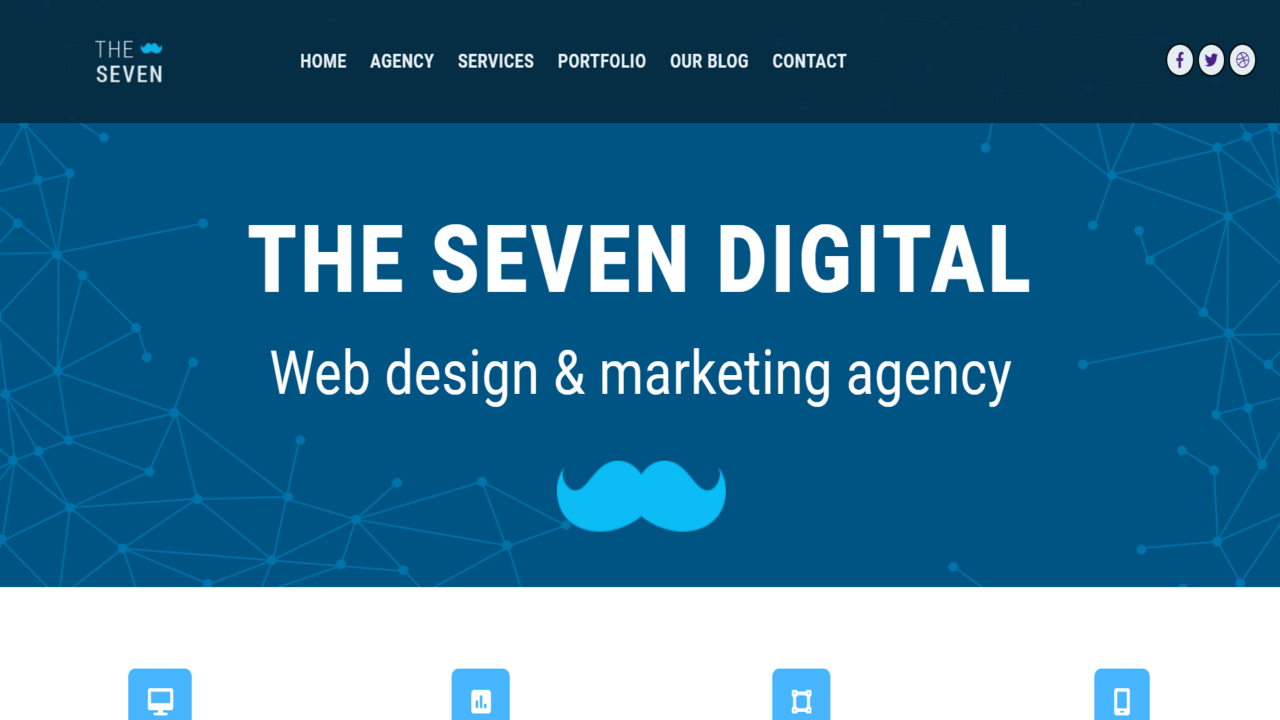 THE
SEVEN
HOME AGENCY SERVICES PORTFOLIO OUR BLOG CONTACT
THE SEVEN DIGITAL
Web design & marketing agency